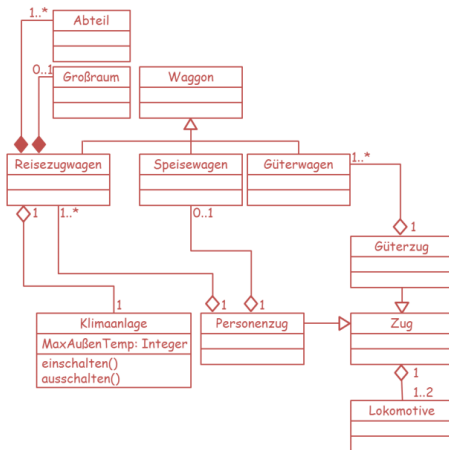 1..*
Abteil
0..1
Großraum
Waggon
Reisezugwagen
Speisewagen
Güterwagen
1..*
1
1..*
0..1
1
Güterzug
1
1
1
Klimaanlage
MaxAußenTemp: Integer
einschalten()
ausschalten()
Personenzug
Zug
1
1..2
Lokomotive